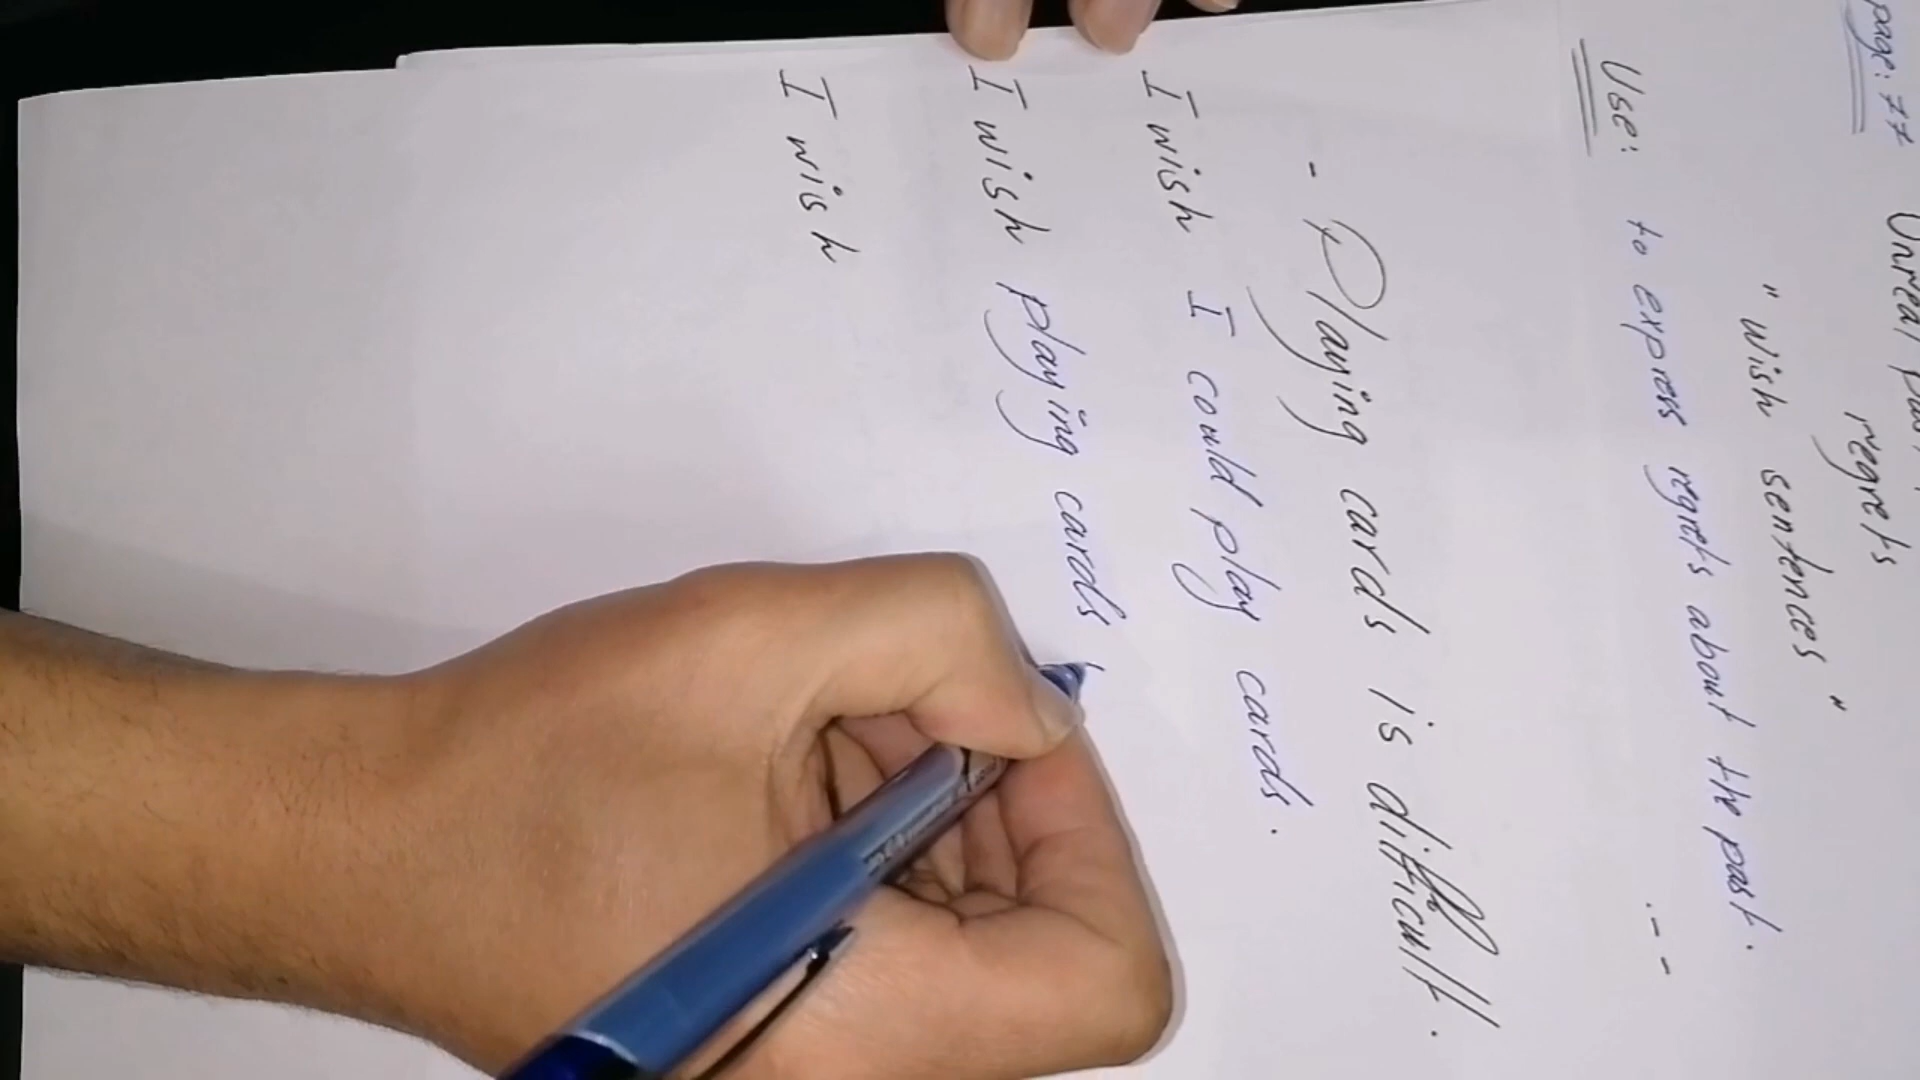 page: 77 Unreal
regrets
" Wish sentences "
Use: to express regrets about the past. . - -
- Playing cards is difficult.
I wish I could play cards.
I wish playing cards
I wish